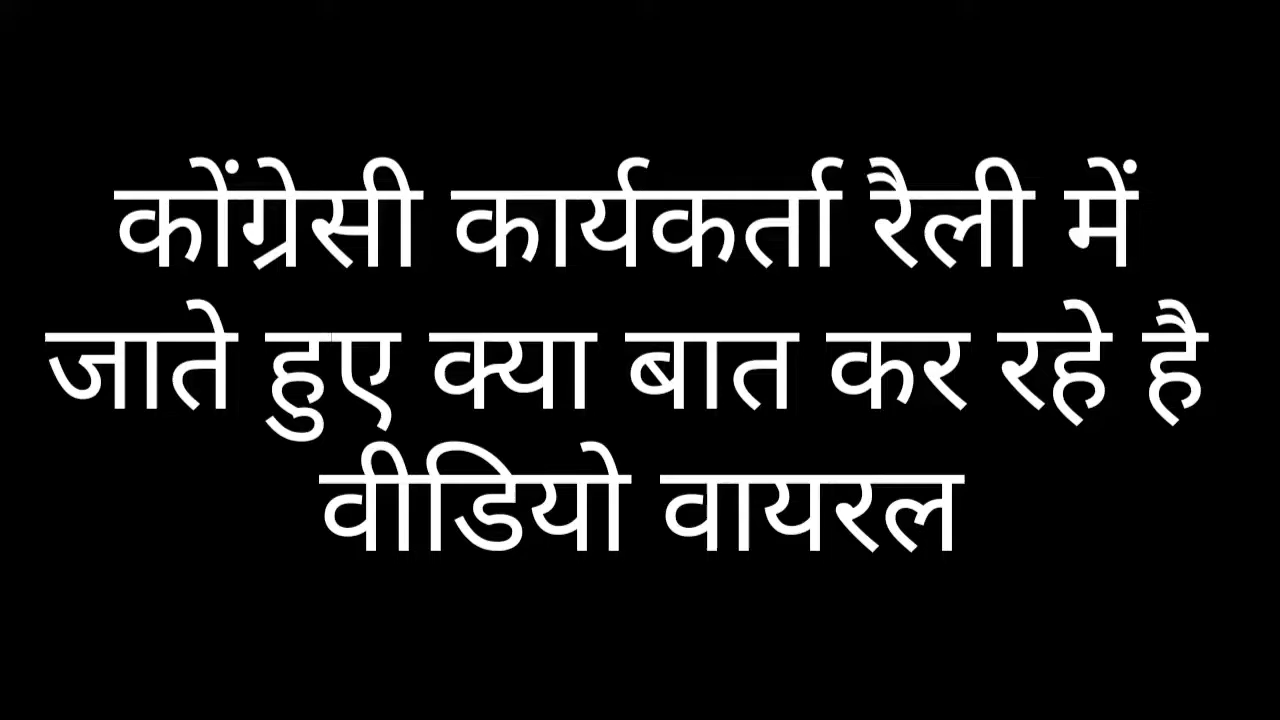 कोंग्रेसी कार्यकर्ता रैली में
जाते हुए क्या बात कर रहे है
वीडियो वायरल